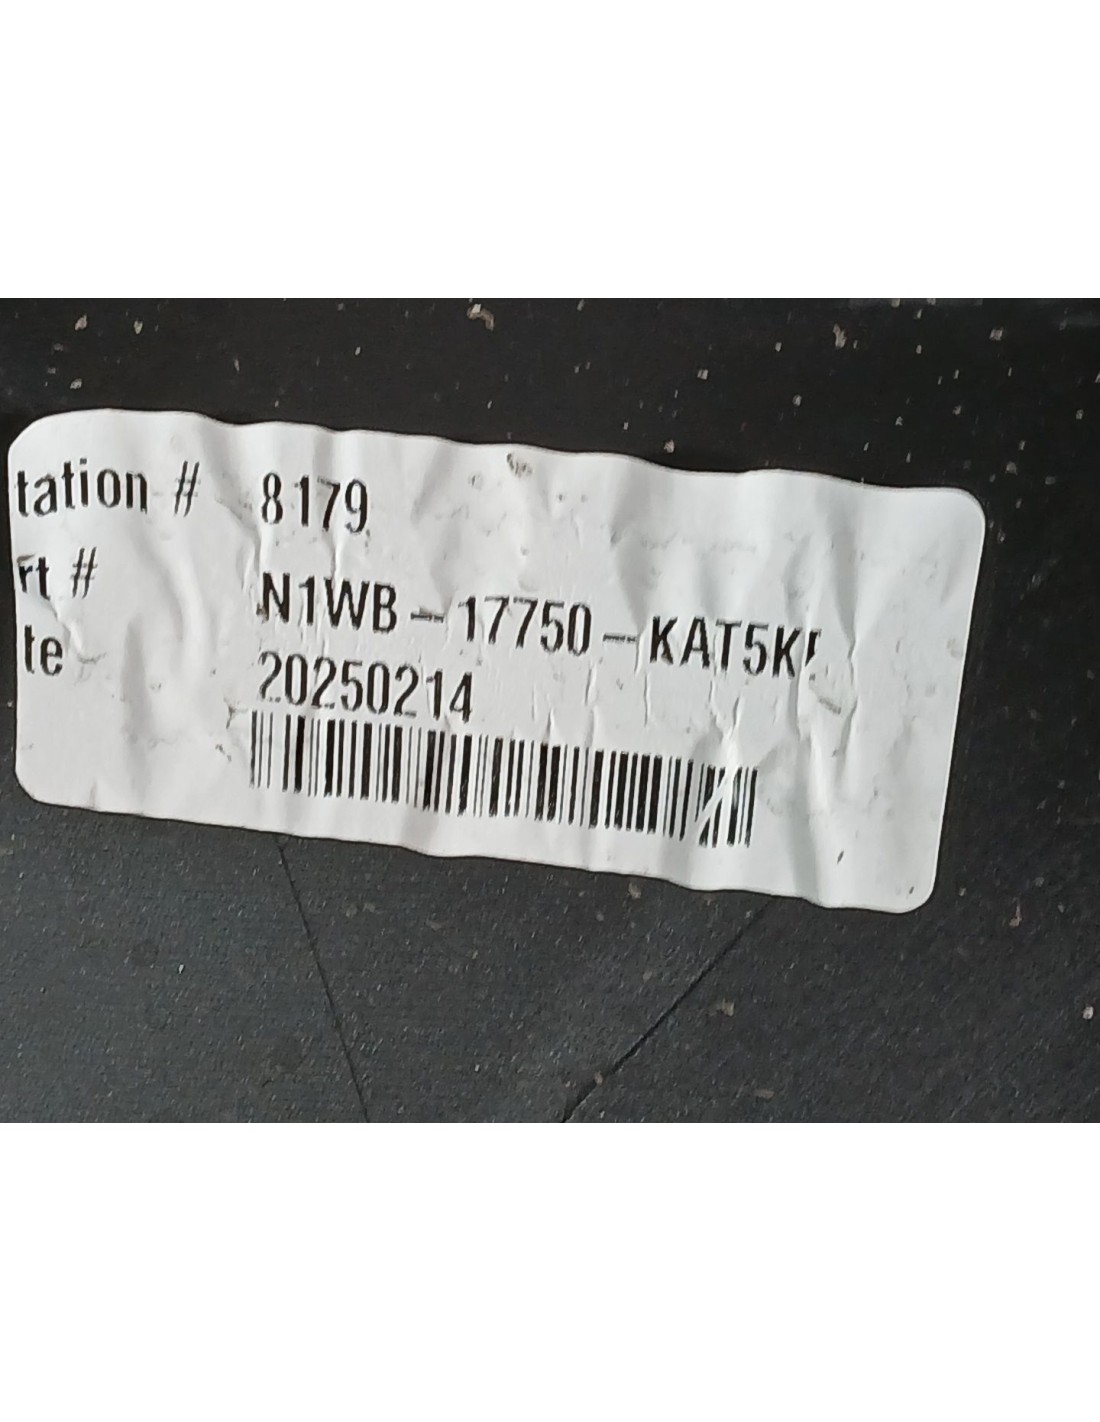 tation # 8179
rt # N1WB-17750-KAT5K
te 20250214